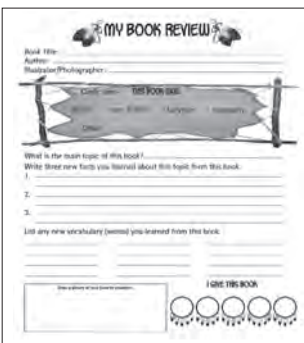 MY BOOK REVIEW
Book Title:
Author:
Illustrator/Photographer:
THIS BOOK WAS:
What is the main topic of this book?
Write three new facts you learned about this topic from this book.
1.
2.
3.
List any new vocabulary (words) you learned from this book.
I GIVE THIS BOOK